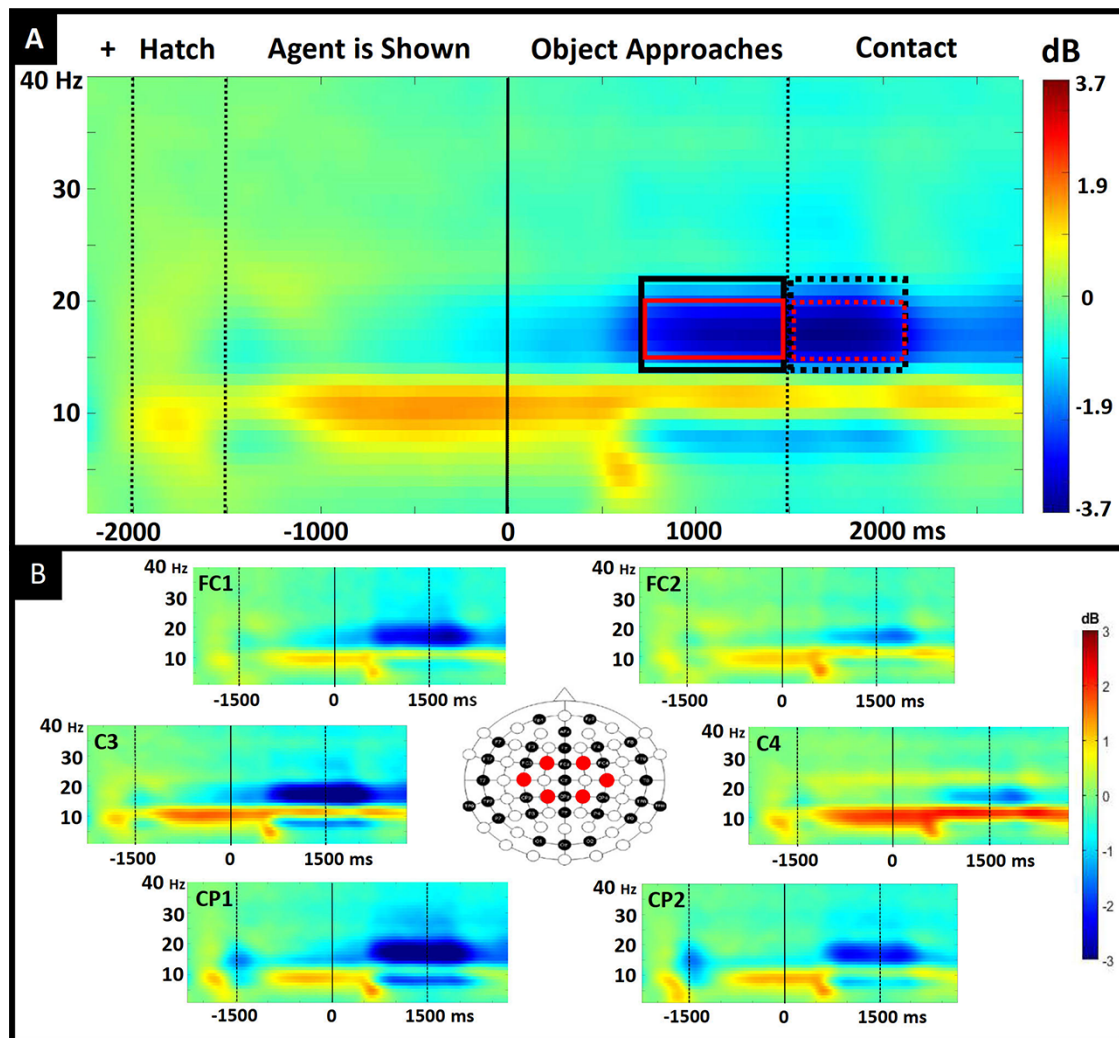 A
+ Hatch Agent is Shown Object Approaches Contact dB
40 Hz
30
20
10
-2000 -1000 0 1000 2000 ms
3.7
1.9
0
-1.9
-3.7
B
FC1
40 Hz
30
20
10
-1500 0 1500 ms
FC2
40 Hz
30
20
10
-1500 0 1500 ms
dB
3
2
1
0
-1
-2
-3
C3
40 Hz
30
20
10
-1500 0 1500 ms
C4
40 Hz
30
20
10
-1500 0 1500 ms
CP1
40 Hz
30
20
10
-1500 0 1500 ms
CP2
40 Hz
30
20
10
-1500 0 1500 ms